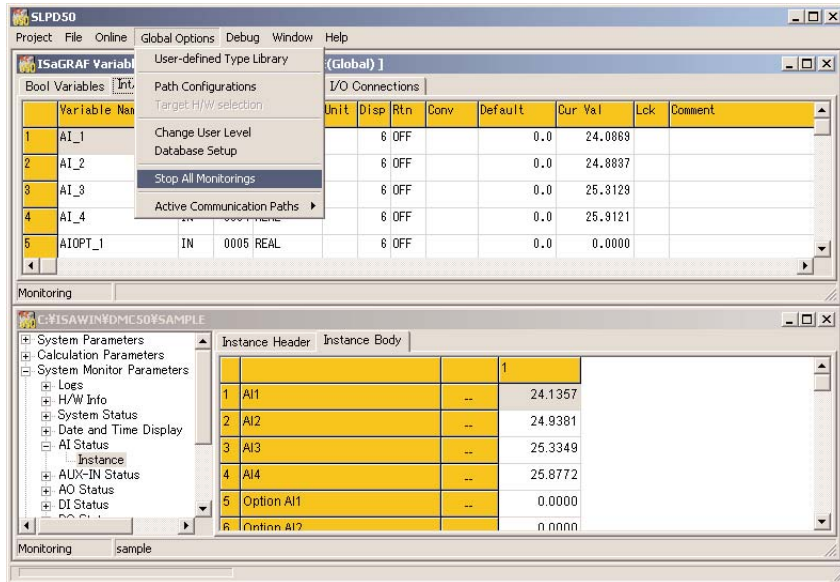 SLPD50
Project File Online Global Options Debug Window Help
User-defined Type Library
Path Configurations
Target H/W selection
Change User Level
Database Setup
Stop All Monitorings
Active Communication Paths
ISaGRAF (Global) ]
Bool Variables I/O Connections
Unit Disp Rtn Conv Default Cur Val Lck Comment
1 AI_1 6 OFF 0.0 24.0869
2 AI_2 6 OFF 0.0 24.8837
3 AI_3 6 OFF 0.0 25.3129
4 AI_4 6 OFF 0.0 25.9121
5 AIOPT_1 IN 0005 REAL 6 OFF 0.0 0.0000
Monitoring
C:¥ISAWIN¥DMC50¥SAMPLE
System Parameters
Calculation Parameters
System Monitor Parameters
Logs
H/W Info
System Status
Date and Time Display
AI Status
Instance
AUX-IN Status
AO Status
DI Status
Instance Header Instance Body
1
1 AI1 -- 24.1357
2 AI2 -- 24.9381
3 AI3 -- 25.3349
4 AI4 -- 25.8772
5 Option AI1 -- 0.0000
6 Option AI2 0.0000
Monitoring sample